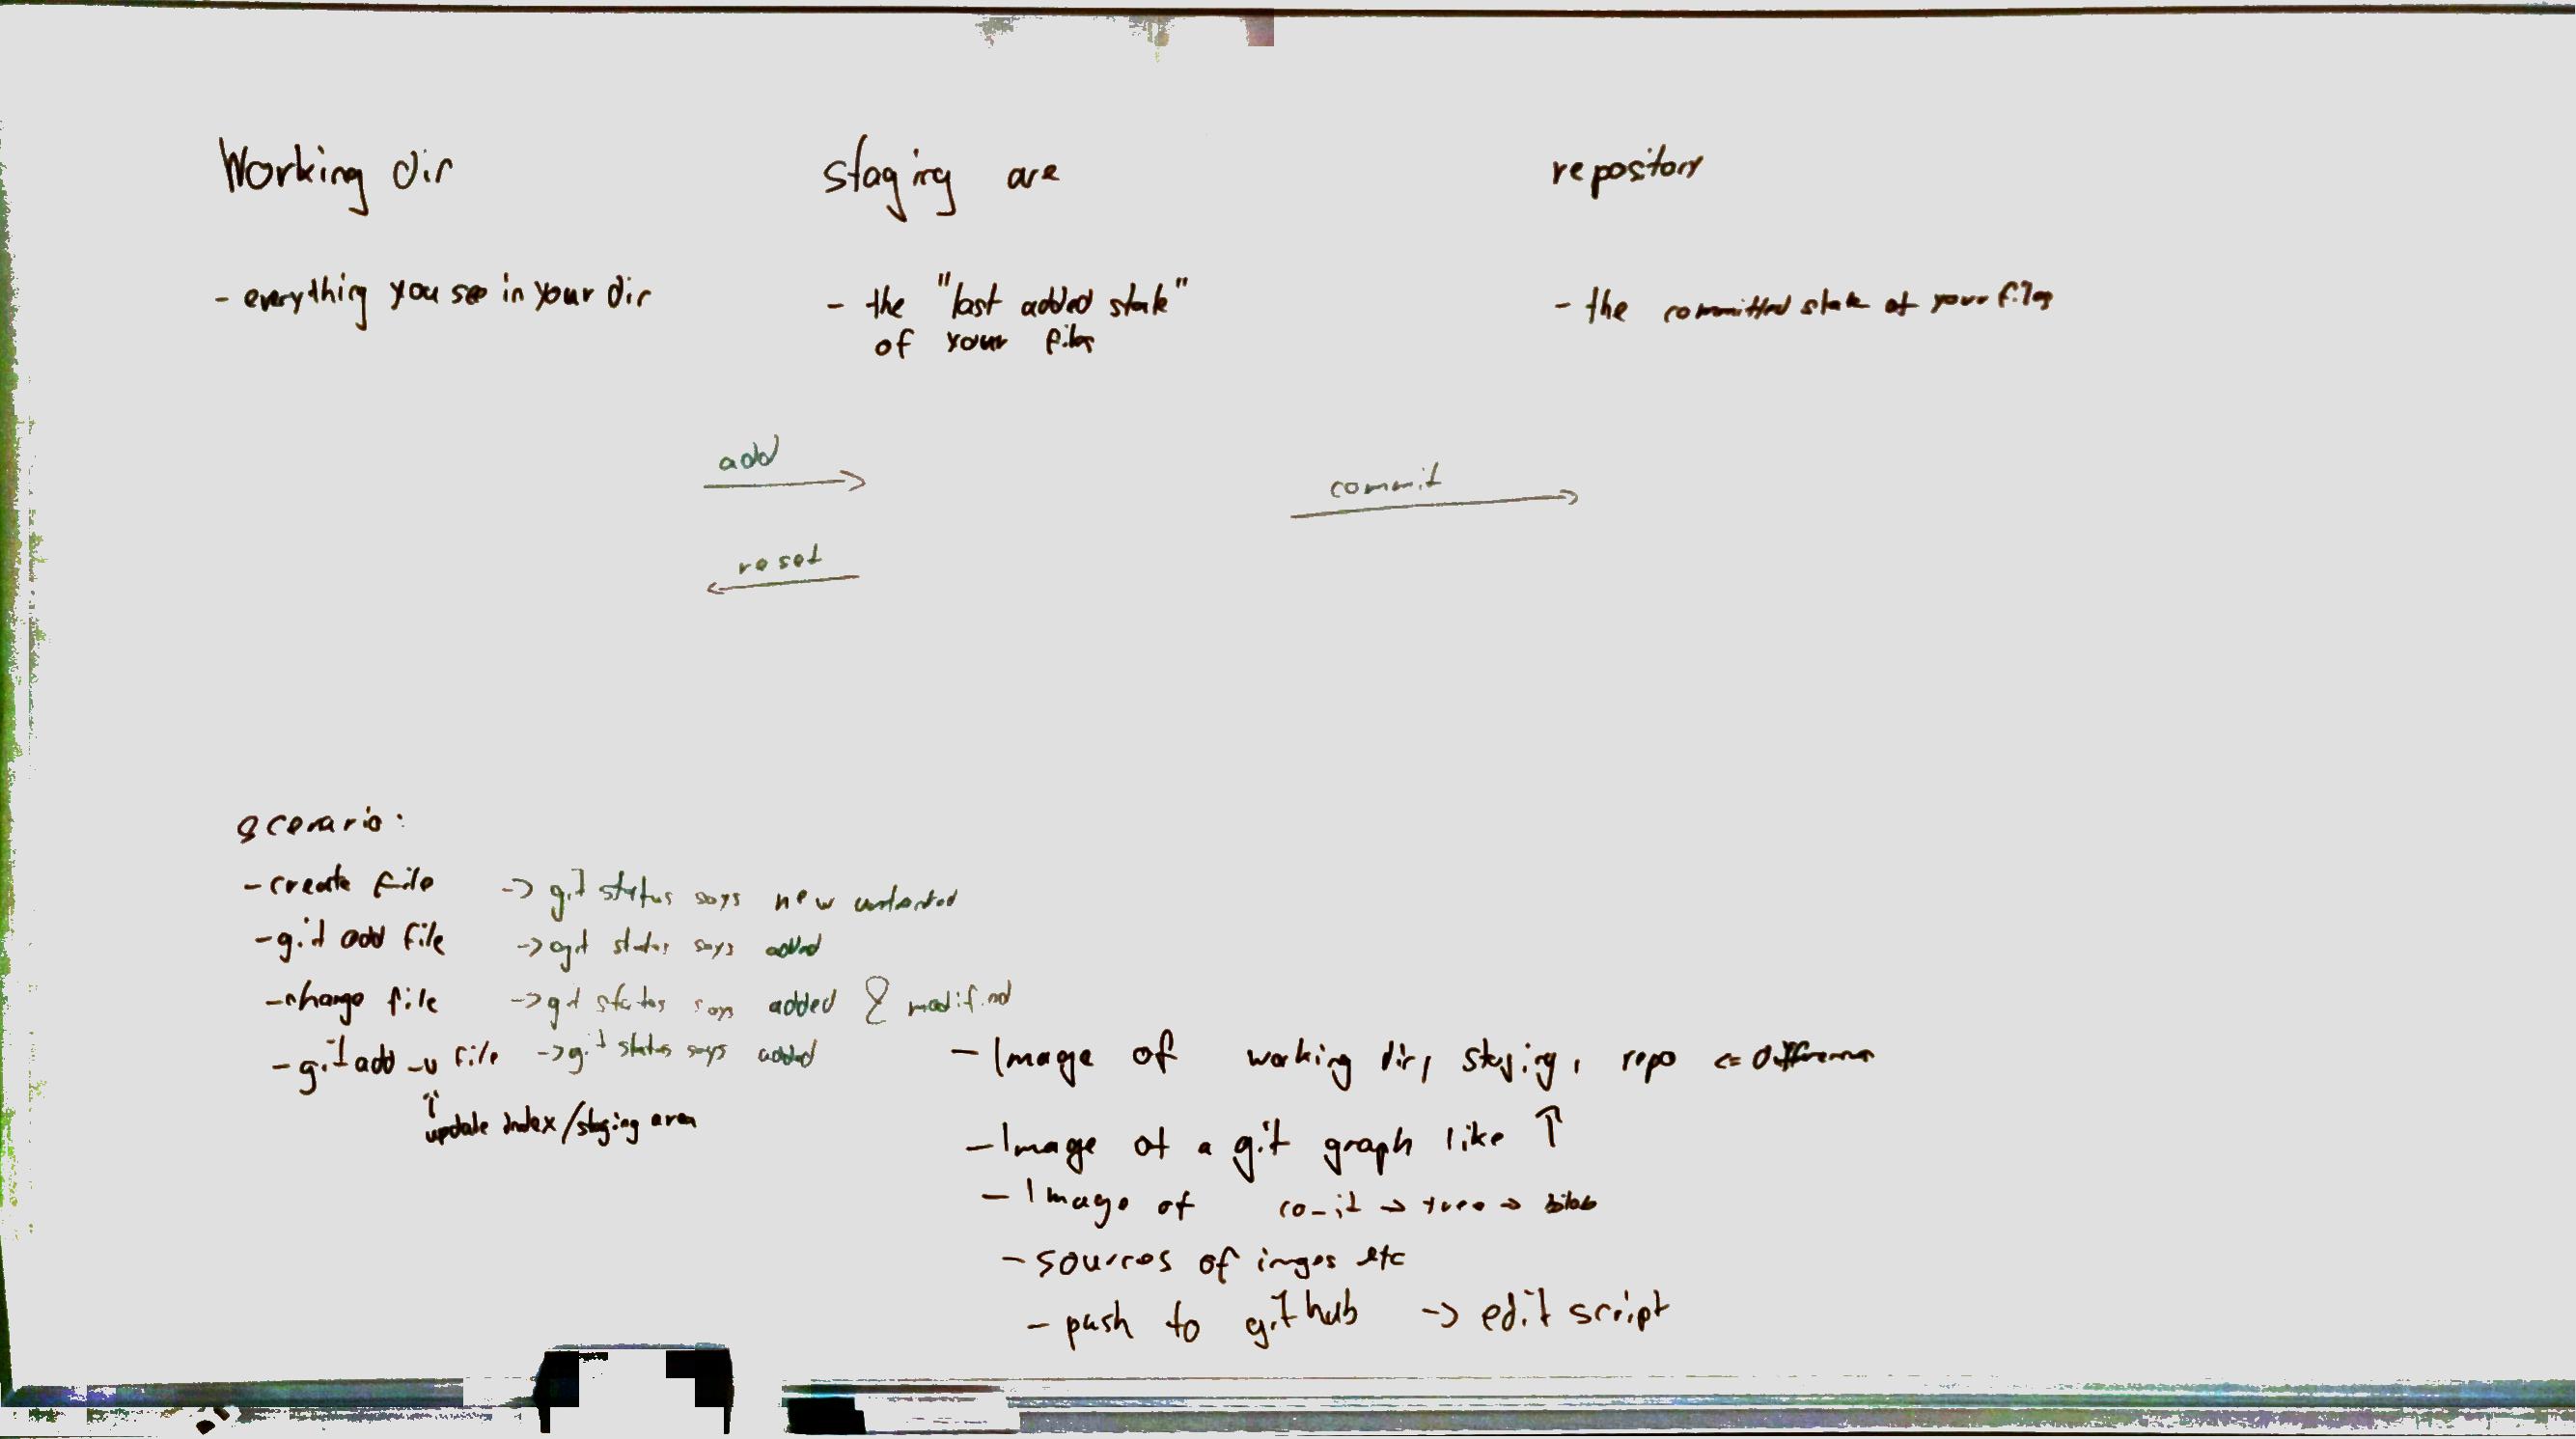 Working dir
staging are
repository
- everything you see in your dir
- the "last added state"
of your files
- the committed state of your files
add
commit
reset
scenario:
- create file -> git status says new untracked
- git add file -> git status says added
- change file -> git status says added & modified
- git add -u file -> git status says added
↑
update index/staging area
- Image of working dir, staging, repo <= Difference
- Image of a git graph like ↑
- Image of co_it -> tree -> blob
- sources of images etc
- push to github -> edit script